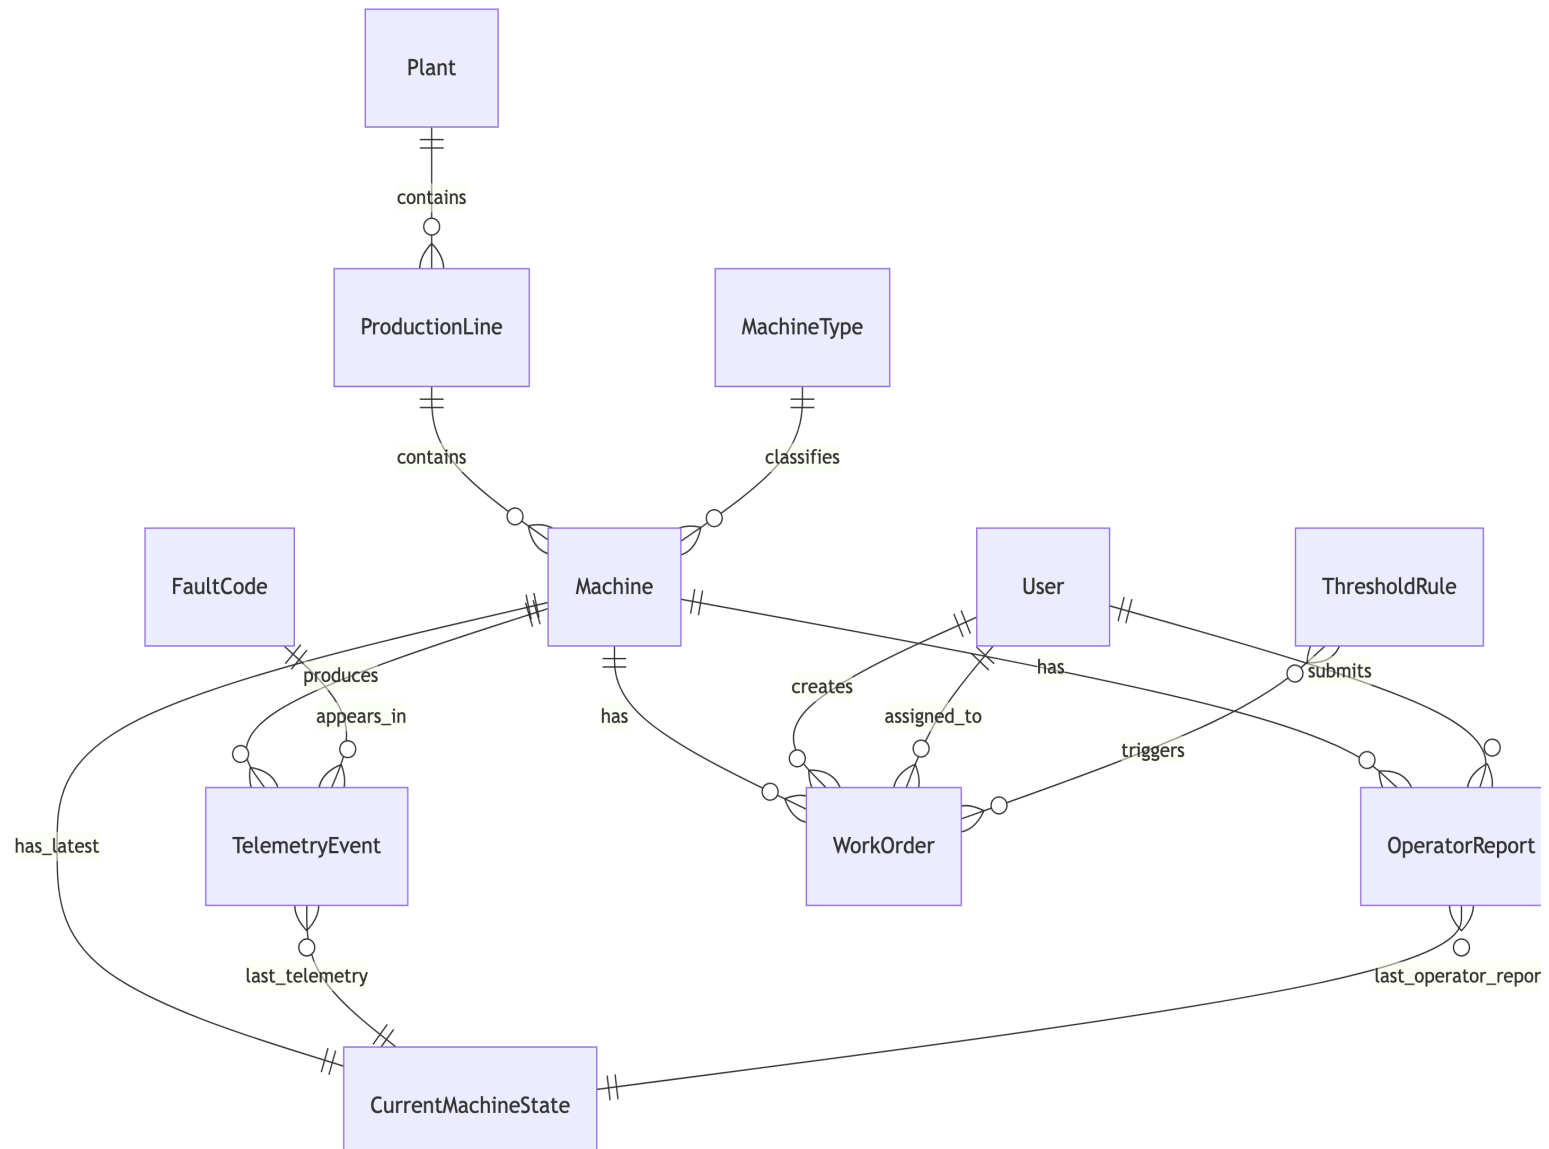 Plant
contains
ProductionLine
MachineType
contains
classifies
FaultCode
Machine
User
ThresholdRule
produces
has
submits
creates
appears_in
has
assigned_to
triggers
has_latest
TelemetryEvent
WorkOrder
OperatorReport
last_telemetry
last_operator_repor
CurrentMachineState